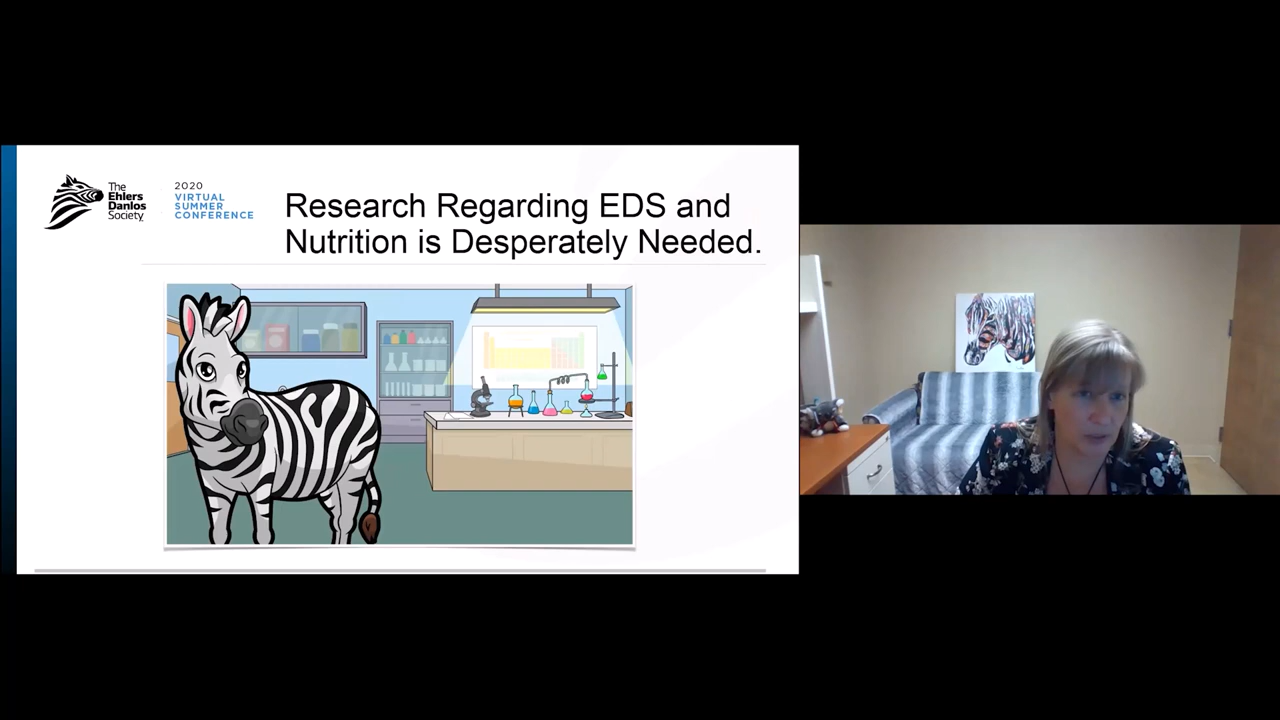 The
Ehlers
Danlos
Society.
2020
VIRTUAL
SUMMER
CONFERENCE
Research Regarding EDS and
Nutrition is Desperately Needed.